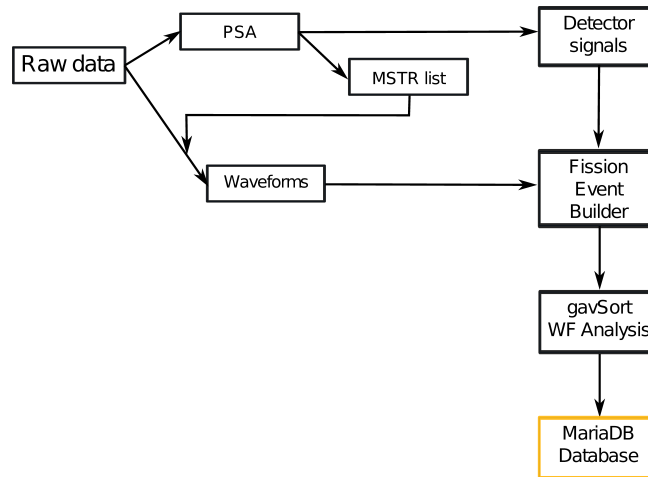 PSA
Detector
signals
Raw data
MSTR list
Waveforms
Fission
Event
Builder
gavSort
WF Analysis
MariaDB
Database